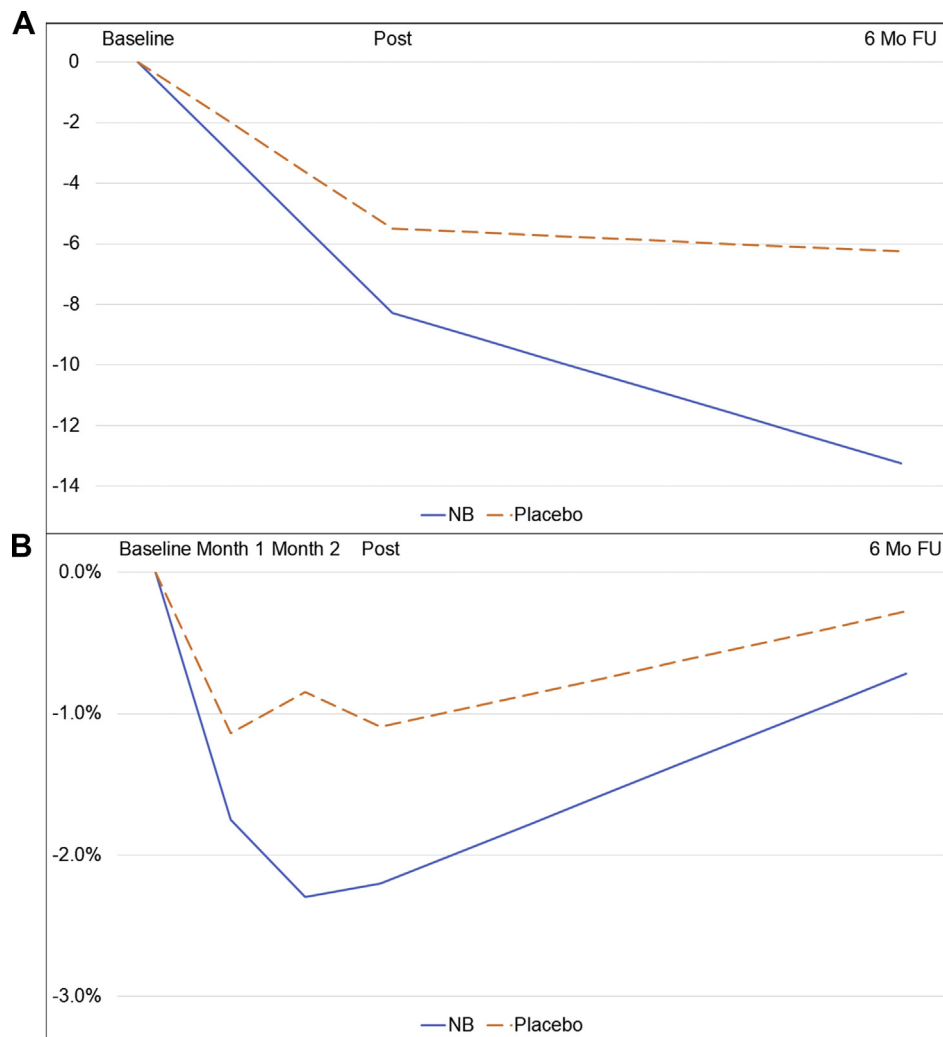 A
Baseline Post 6 Mo FU
0
-2
-4
-6
-8
-10
-12
-14
NB Placebo
B
Baseline Month 1 Month 2 Post 6 Mo FU
0.0%
-1.0%
-2.0%
-3.0%
NB Placebo